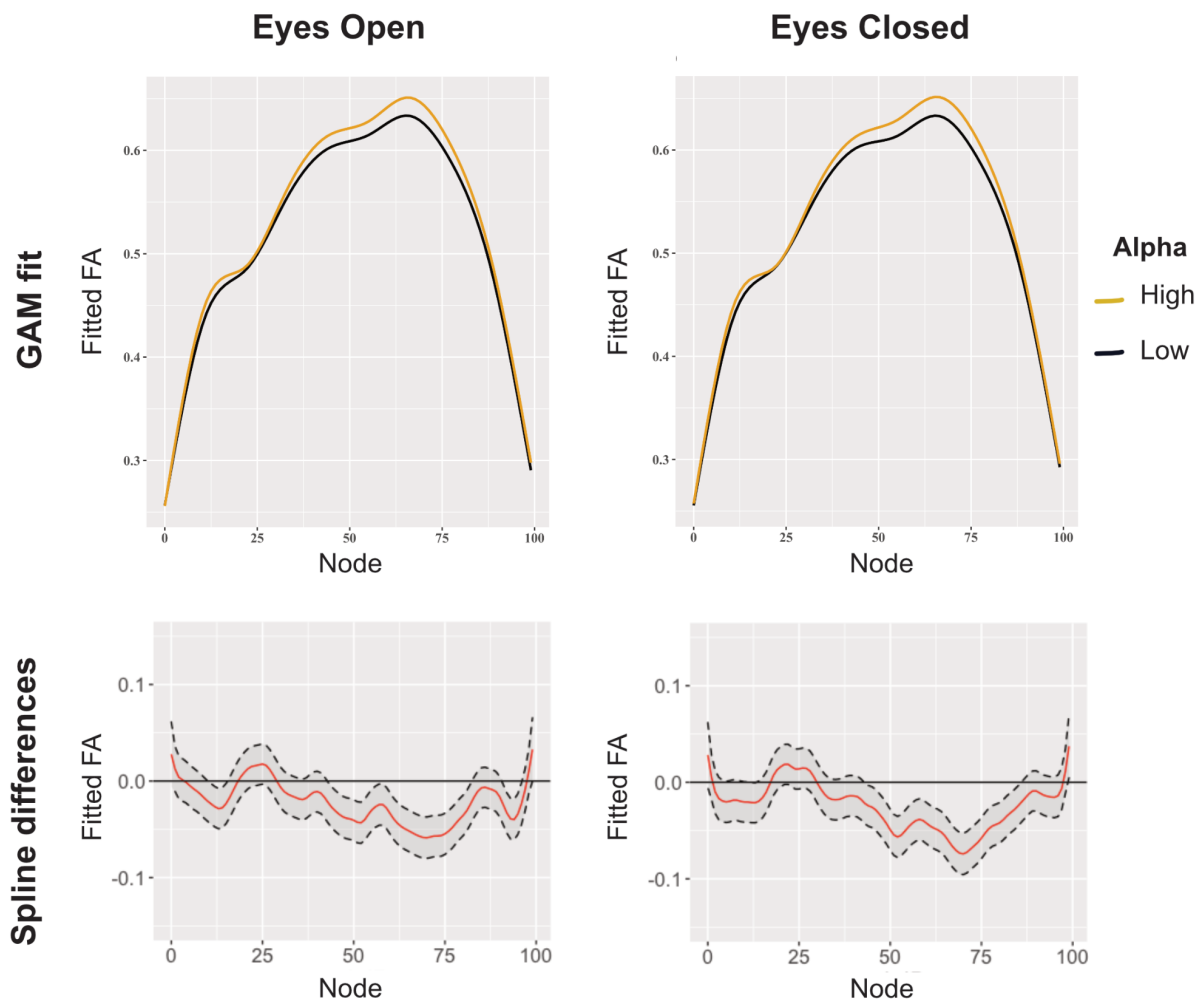 Eyes Open
Eyes Closed
GAM fit
Fitted FA
0.6
0.5
0.4
0.3
0 25 50 75 100
Node
Fitted FA
0.6
0.5
0.4
0.3
0 25 50 75 100
Node
Alpha
High
Low
Spline differences
Fitted FA
0.1
0.0
-0.1
0 25 50 75 100
Node
Fitted FA
0.1
0.0
-0.1
0 25 50 75 100
Node